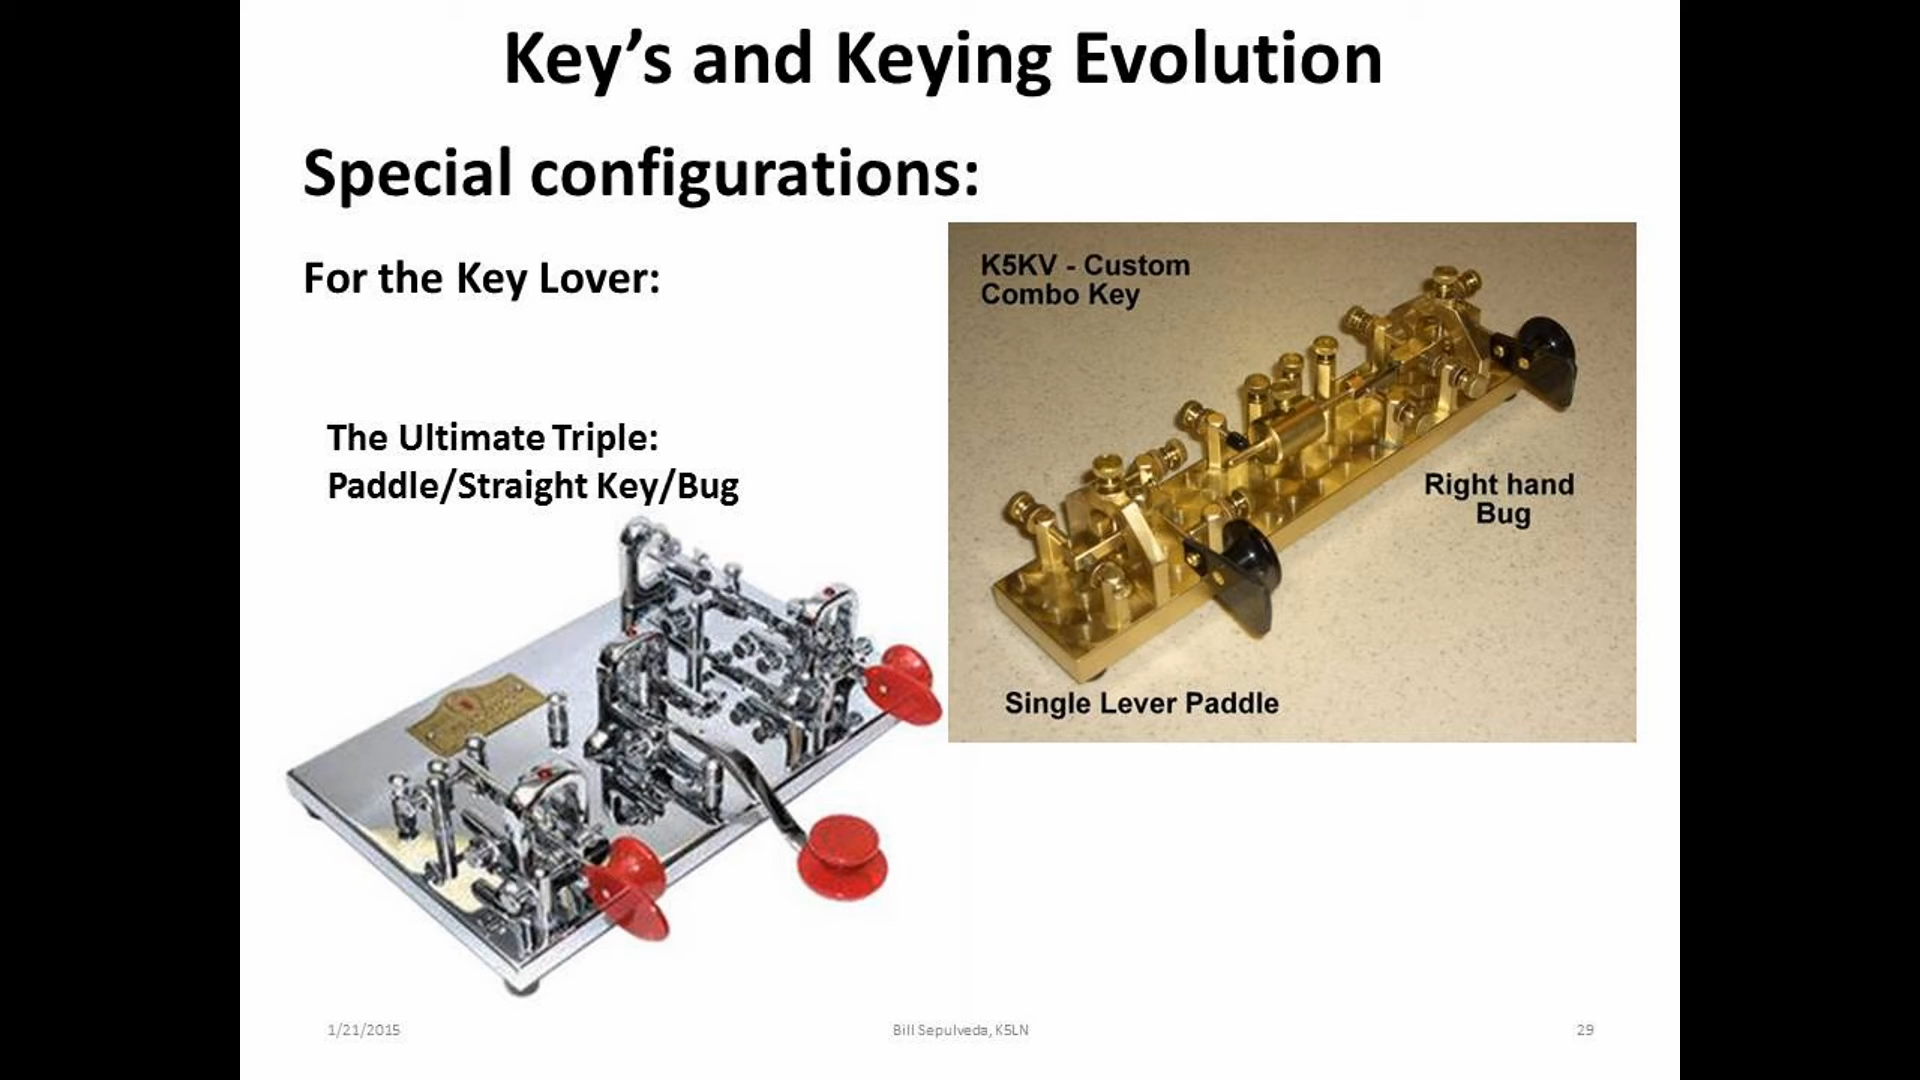 Key’s and Keying Evolution
Special configurations:
For the Key Lover:
The Ultimate Triple:
Paddle/Straight Key/Bug
K5KV - Custom
Combo Key
Right hand
Bug
Single Lever Paddle
1/21/2015
Bill Sepulveda, K5LN
29